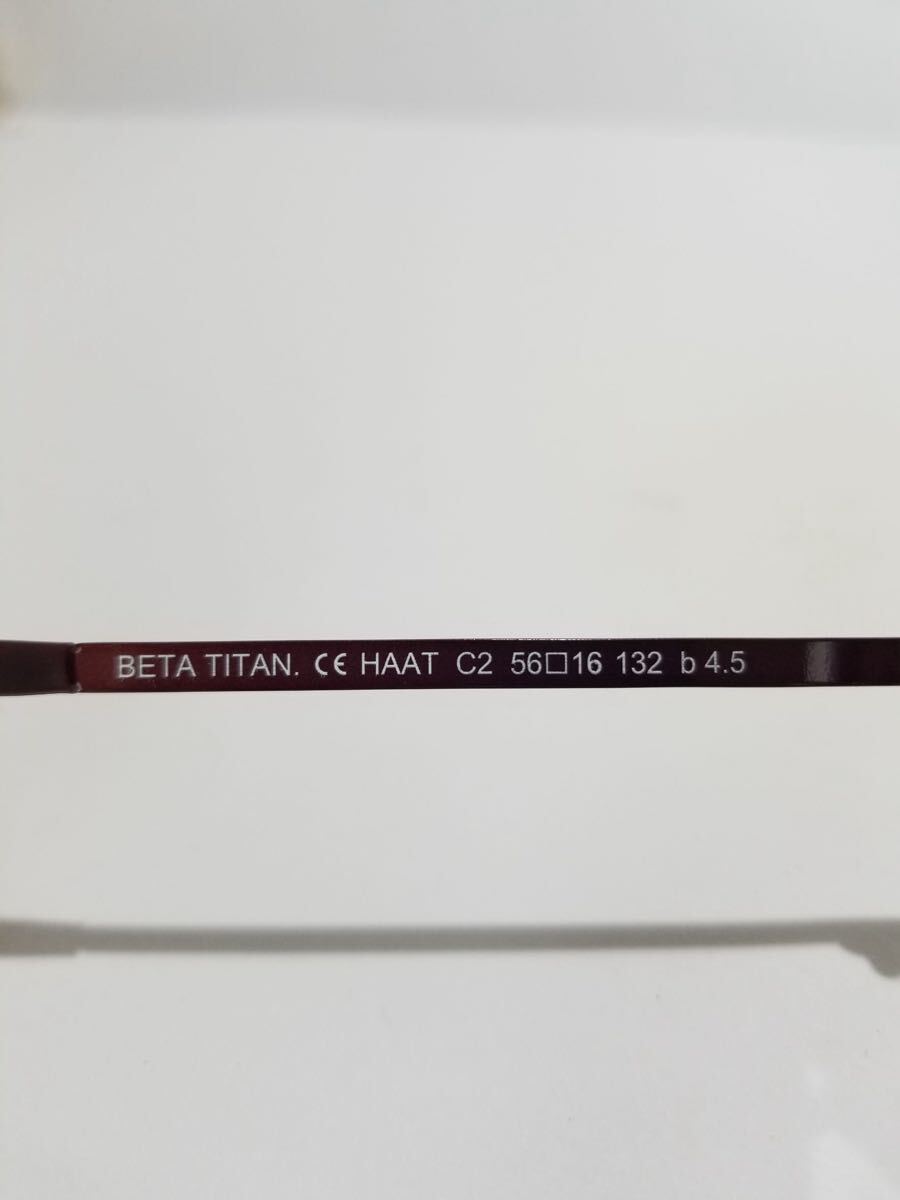 BETA TITAN. CE HAAT C2 56□16 132 b 4.5